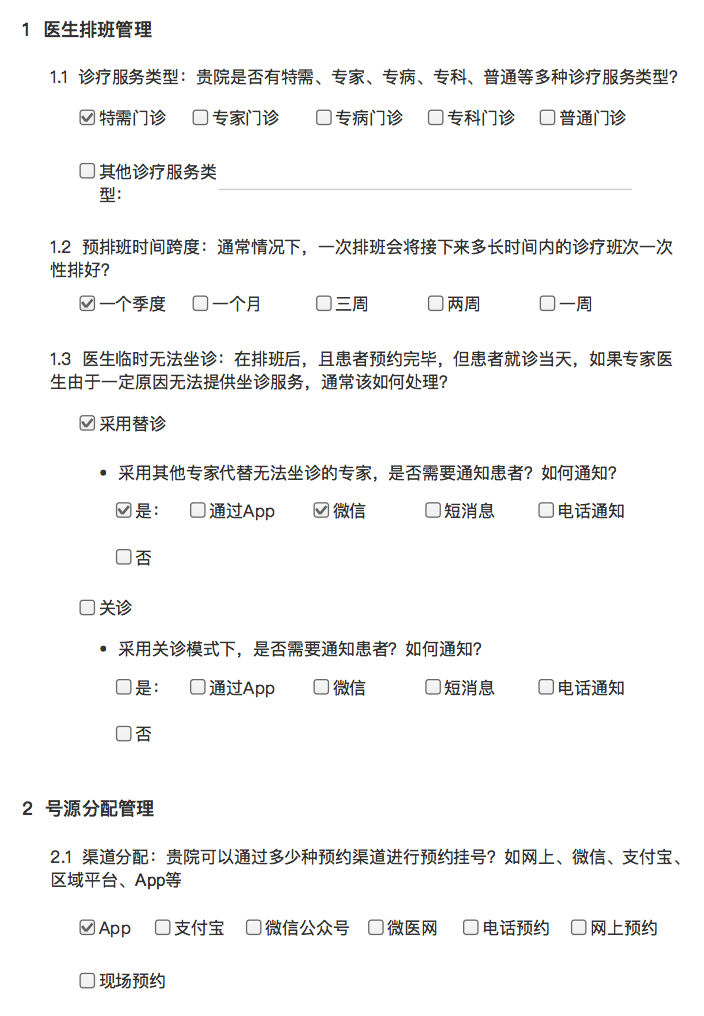 1 医生排班管理
1.1 诊疗服务类型：贵院是否有特需、专家、专病、专科、普通等多种诊疗服务类型？
特需门诊 专家门诊 专病门诊 专科门诊 普通门诊
其他诊疗服务类
型：
1.2 预排班时间跨度：通常情况下，一次排班会将接下来多长时间内的诊疗班次一次
性排好？
一个季度 一个月 三周 两周 一周
1.3 医生临时无法坐诊：在排班后，且患者预约完毕，但患者就诊当天，如果专家医
生由于一定原因无法提供坐诊服务，通常该如何处理？
采用替诊
• 采用其他专家代替无法坐诊的专家，是否需要通知患者？如何通知？
是： 通过App 微信 短消息 电话通知
否
关诊
• 采用关诊模式下，是否需要通知患者？如何通知？
是： 通过App 微信 短消息 电话通知
否
2 号源分配管理
2.1 渠道分配：贵院可以通过多少种预约渠道进行预约挂号？如网上、微信、支付宝、
区域平台、App等
App 支付宝 微信公众号 微医网 电话预约 网上预约
现场预约